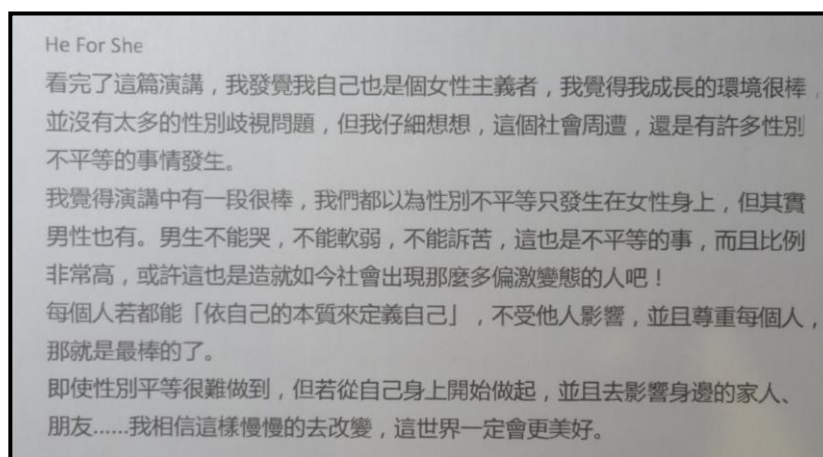 He For She
看完了這篇演講，我發覺我自己也是個女性主義者，我覺得我成長的環境很棒，
並沒有太多的性別歧視問題，但我仔細想想，這個社會周遭，還是有許多性別
不平等的事情發生。
我覺得演講中有一段很棒，我們都以為性別不平等只發生在女性身上，但其實
男性也有。男生不能哭，不能軟弱，不能訴苦，這也是不平等的事，而且比例
非常高，或許這也是造就如今社會出現那麼多偏激變態的人吧！
每個人若都能「依自己的本質來定義自己」，不受他人影響，並且尊重每個人，
那就是最棒的了。
即使性別平等很難做到，但若從自己身上開始做起，並且去影響身邊的家人、
朋友......我相信這樣慢慢的去改變，這世界一定會更美好。